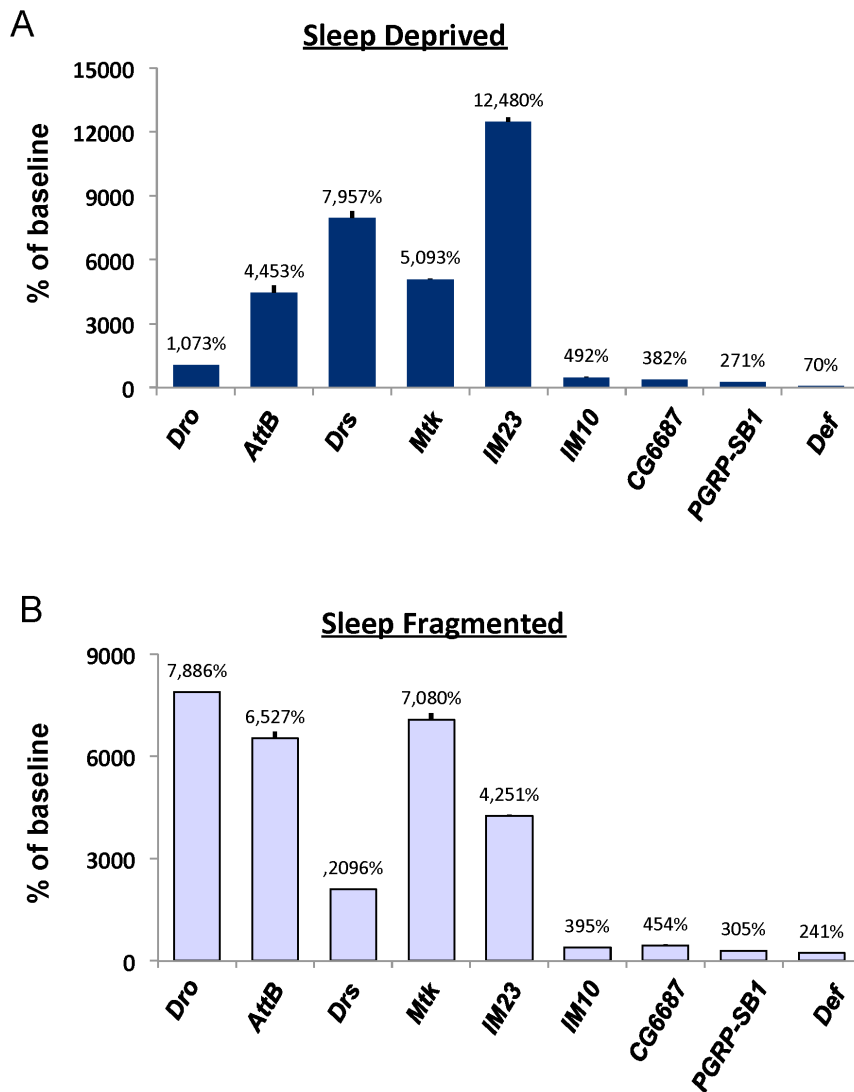 A
Sleep Deprived
% of baseline
15000
12000
9000
6000
3000
0
1,073%
4,453%
7,957%
5,093%
12,480%
492%
382%
271%
70%
Dro
AttB
Drs
Mtk
IM23
IM10
CG6687
PGRP-SB1
Def
B
Sleep Fragmented
% of baseline
9000
6000
3000
0
7,886%
6,527%
,2096%
7,080%
4,251%
395%
454%
305%
241%
Dro
AttB
Drs
Mtk
IM23
IM10
CG6687
PGRP-SB1
Def